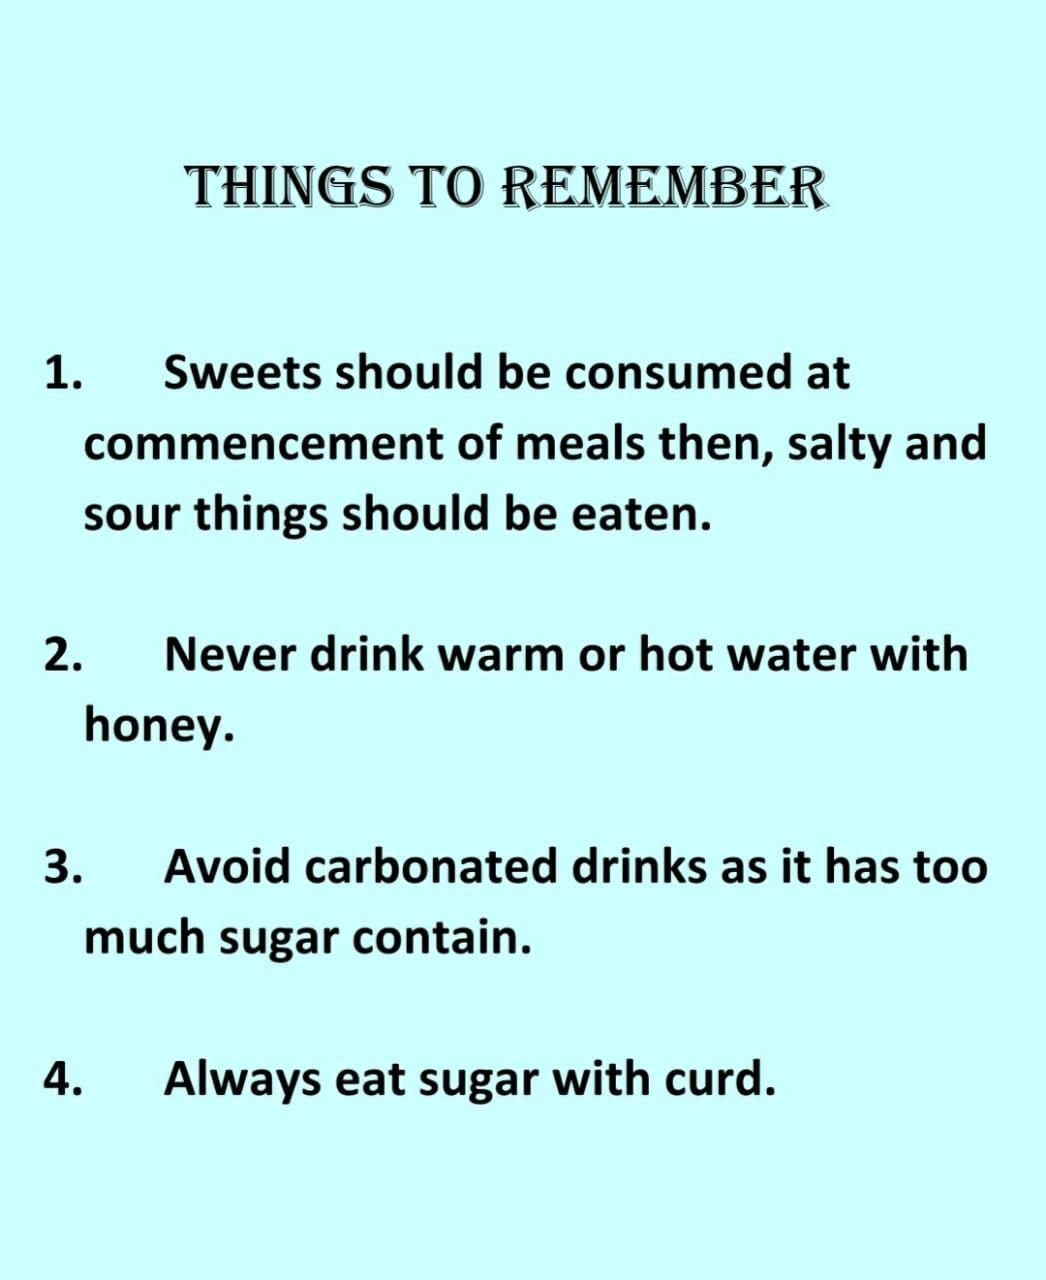 THINGS TO REMEMBER
1. Sweets should be consumed at
commencement of meals then, salty and
sour things should be eaten.
2. Never drink warm or hot water with
honey.
3. Avoid carbonated drinks as it has too
much sugar contain.
4. Always eat sugar with curd.